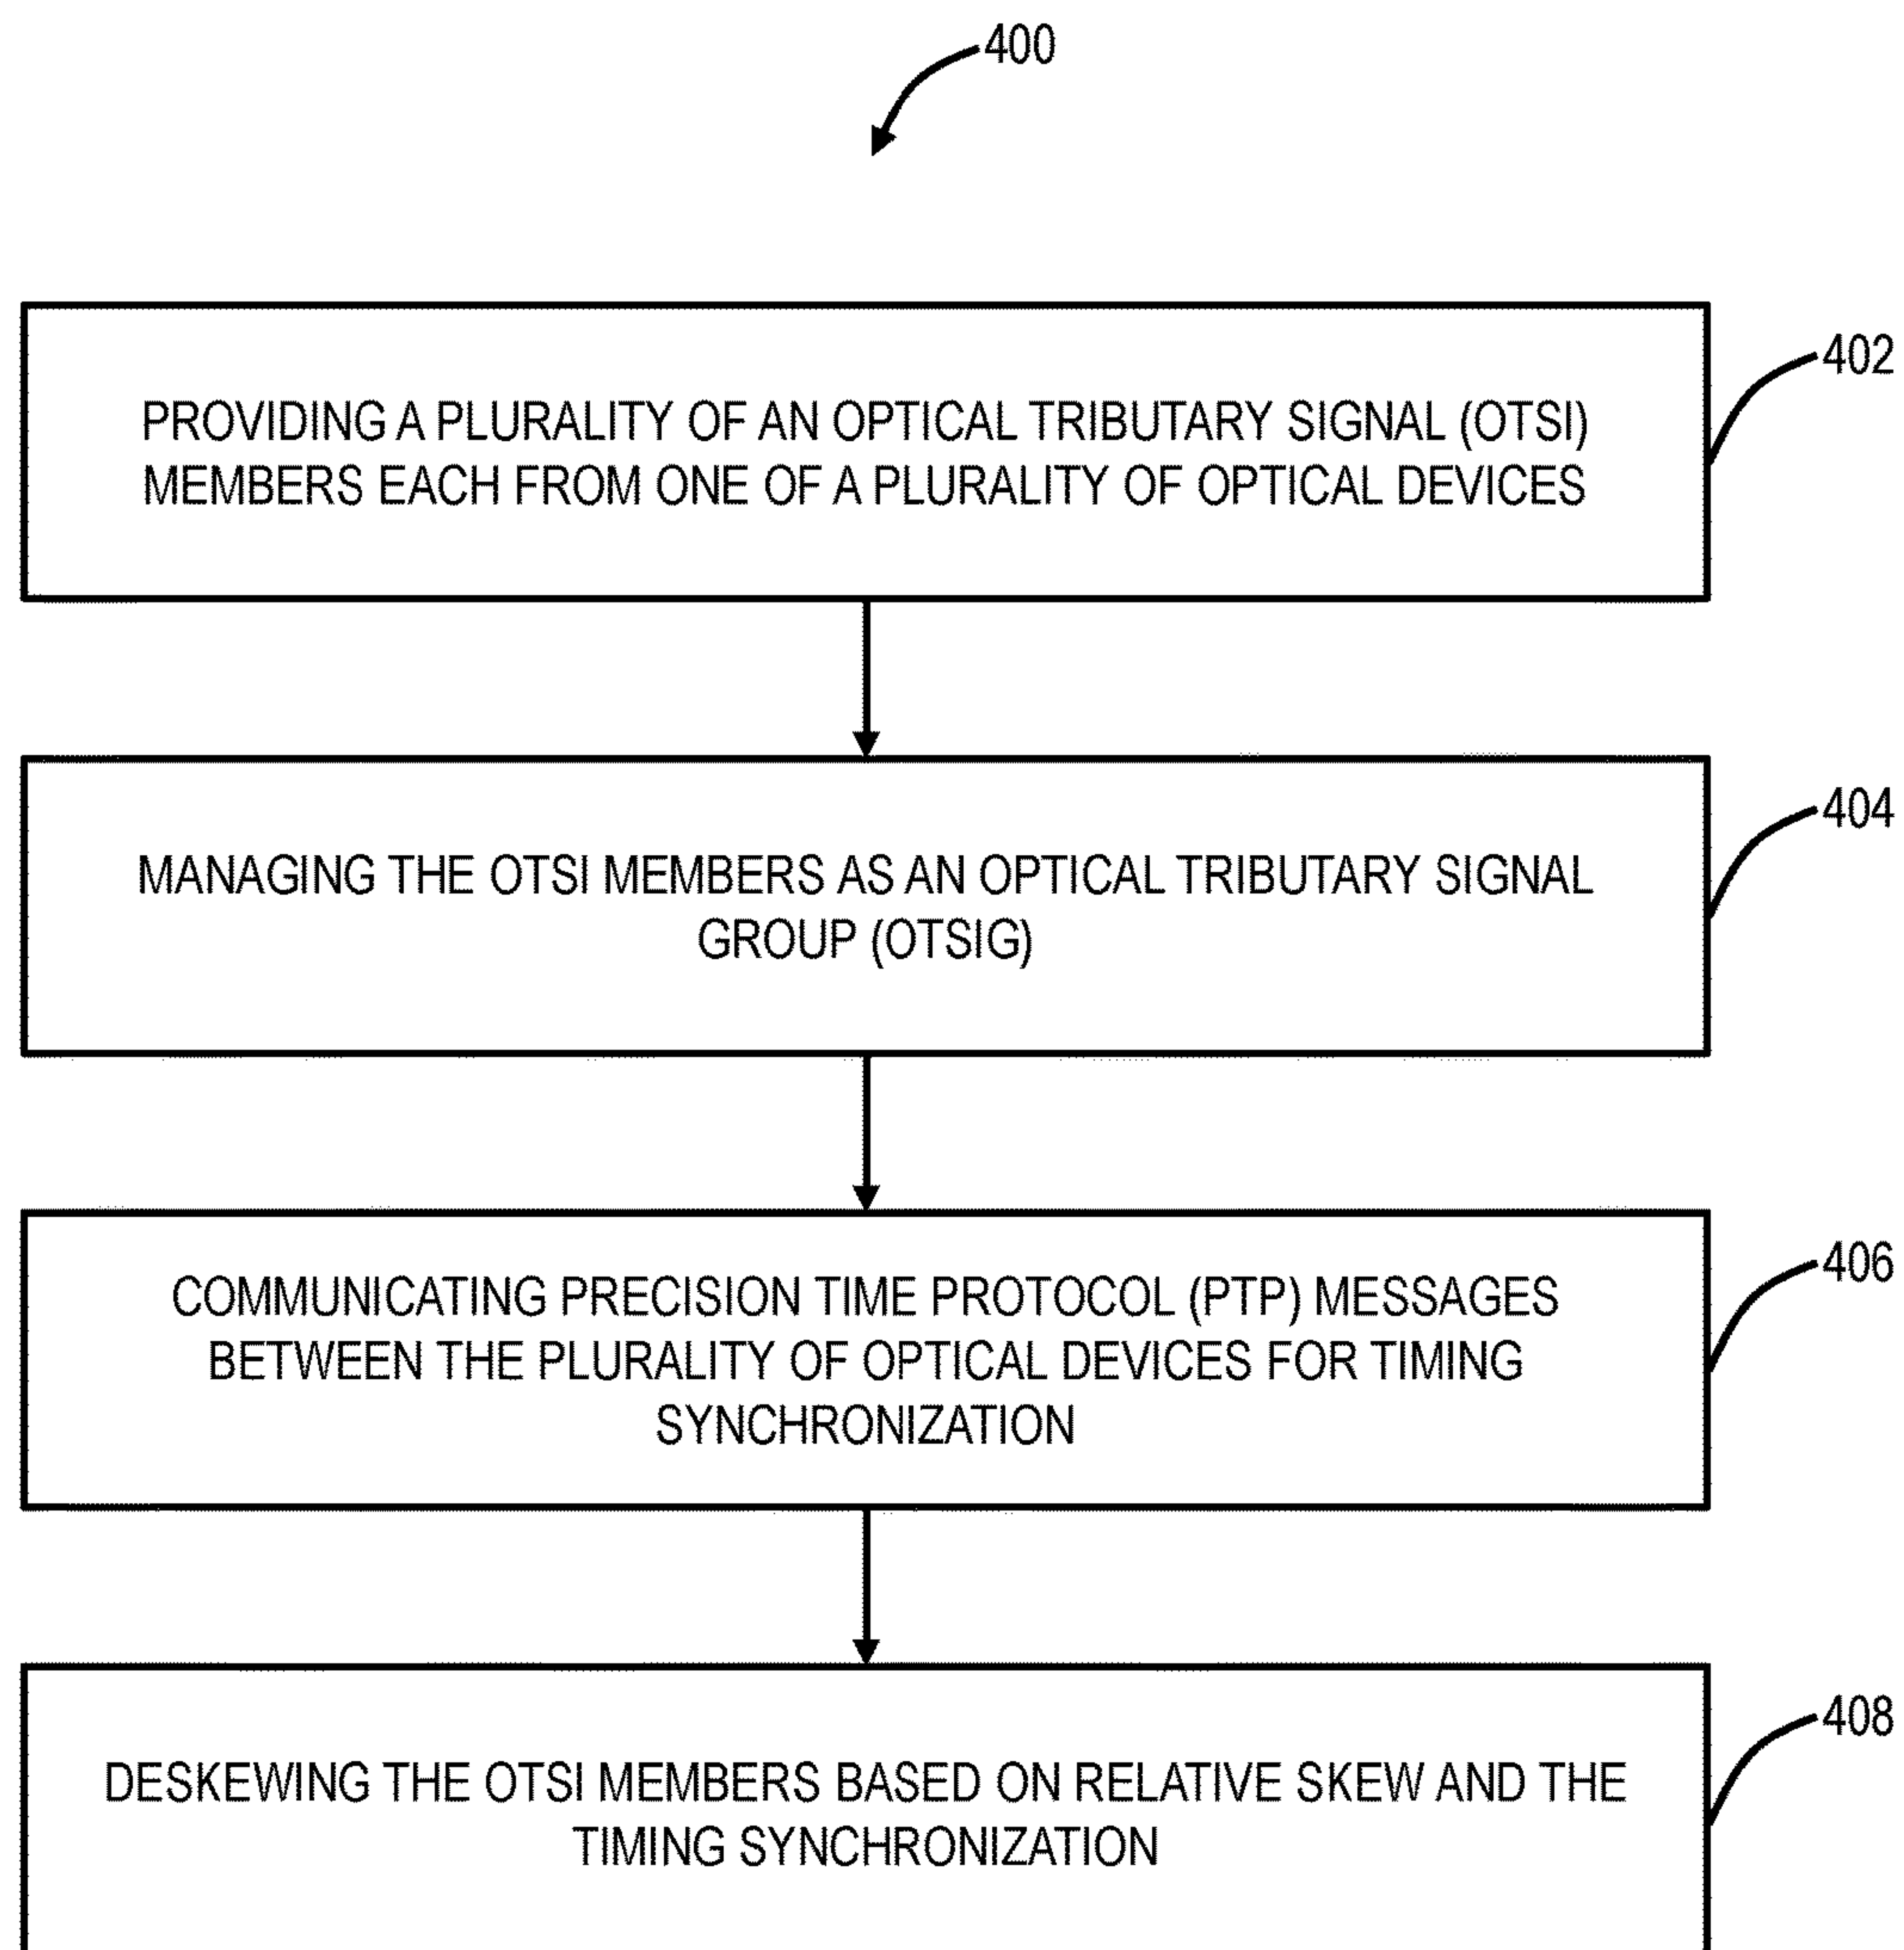 400
PROVIDING A PLURALITY OF AN OPTICAL TRIBUTARY SIGNAL (OTSI)
MEMBERS EACH FROM ONE OF A PLURALITY OF OPTICAL DEVICES
402
MANAGING THE OTSI MEMBERS AS AN OPTICAL TRIBUTARY SIGNAL
GROUP (OTSIG)
404
COMMUNICATING PRECISION TIME PROTOCOL (PTP) MESSAGES
BETWEEN THE PLURALITY OF OPTICAL DEVICES FOR TIMING
SYNCHRONIZATION
406
DESKEWING THE OTSI MEMBERS BASED ON RELATIVE SKEW AND THE
TIMING SYNCHRONIZATION
408